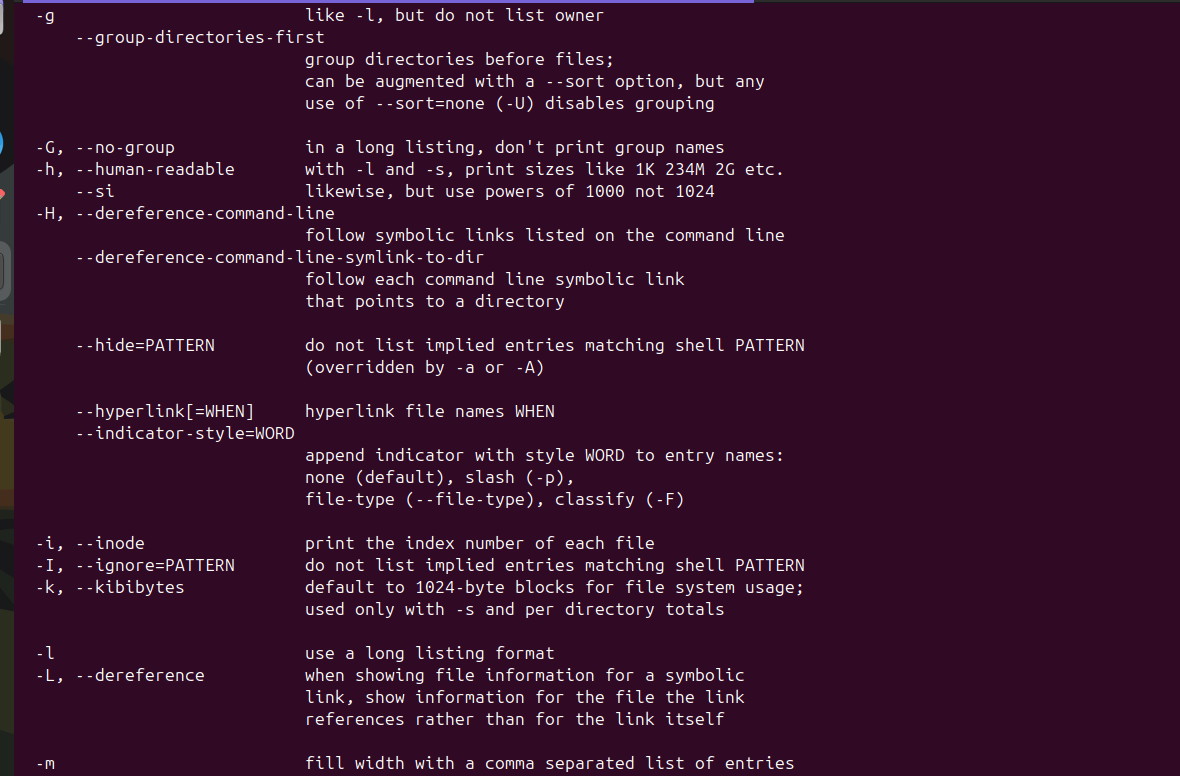 -g                         like -l, but do not list owner
    --group-directories-first
                           group directories before files;
                           can be augmented with a --sort option, but any
                           use of --sort=none (-U) disables grouping

-G, --no-group             in a long listing, don't print group names
-h, --human-readable       with -l and -s, print sizes like 1K 234M 2G etc.
    --si                   likewise, but use powers of 1000 not 1024
-H, --dereference-command-line
                           follow symbolic links listed on the command line
    --dereference-command-line-symlink-to-dir
                           follow each command line symbolic link
                           that points to a directory

    --hide=PATTERN         do not list implied entries matching shell PATTERN
                           (overridden by -a or -A)

    --hyperlink[=WHEN]     hyperlink file names WHEN
    --indicator-style=WORD
                           append indicator with style WORD to entry names:
                           none (default), slash (-p),
                           file-type (--file-type), classify (-F)

-i, --inode                print the index number of each file
-I, --ignore=PATTERN       do not list implied entries matching shell PATTERN
-k, --kibibytes            default to 1024-byte blocks for file system usage;
                           used only with -s and per directory totals

-l                         use a long listing format
-L, --dereference          when showing file information for a symbolic
                           link, show information for the file the link
                           references rather than for the link itself

-m                         fill width with a comma separated list of entries